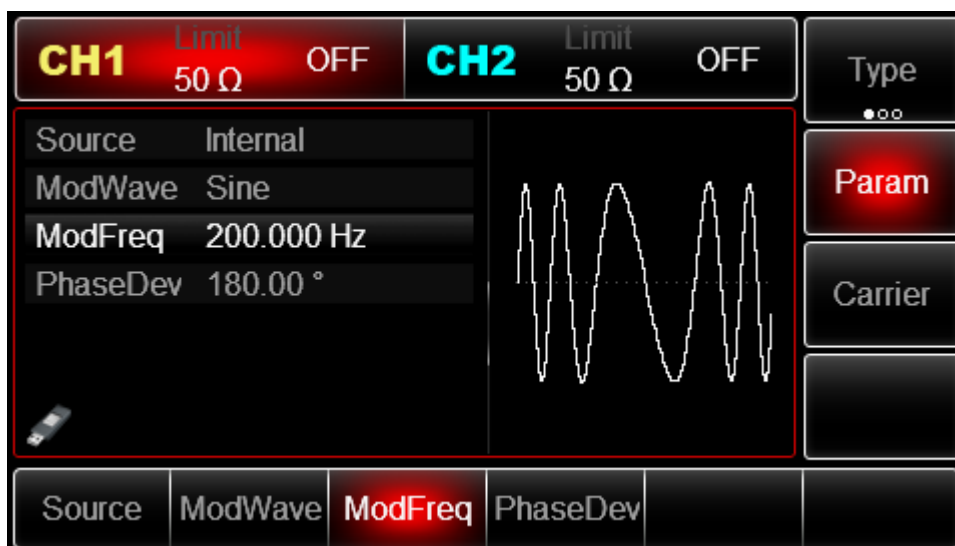 CH1 Limit 50 Ω OFF
CH2 Limit 50 Ω OFF
Type
Source Internal
ModWave Sine
ModFreq 200.000 Hz
PhaseDev 180.00 °
Param
Carrier
Source ModWave ModFreq PhaseDev